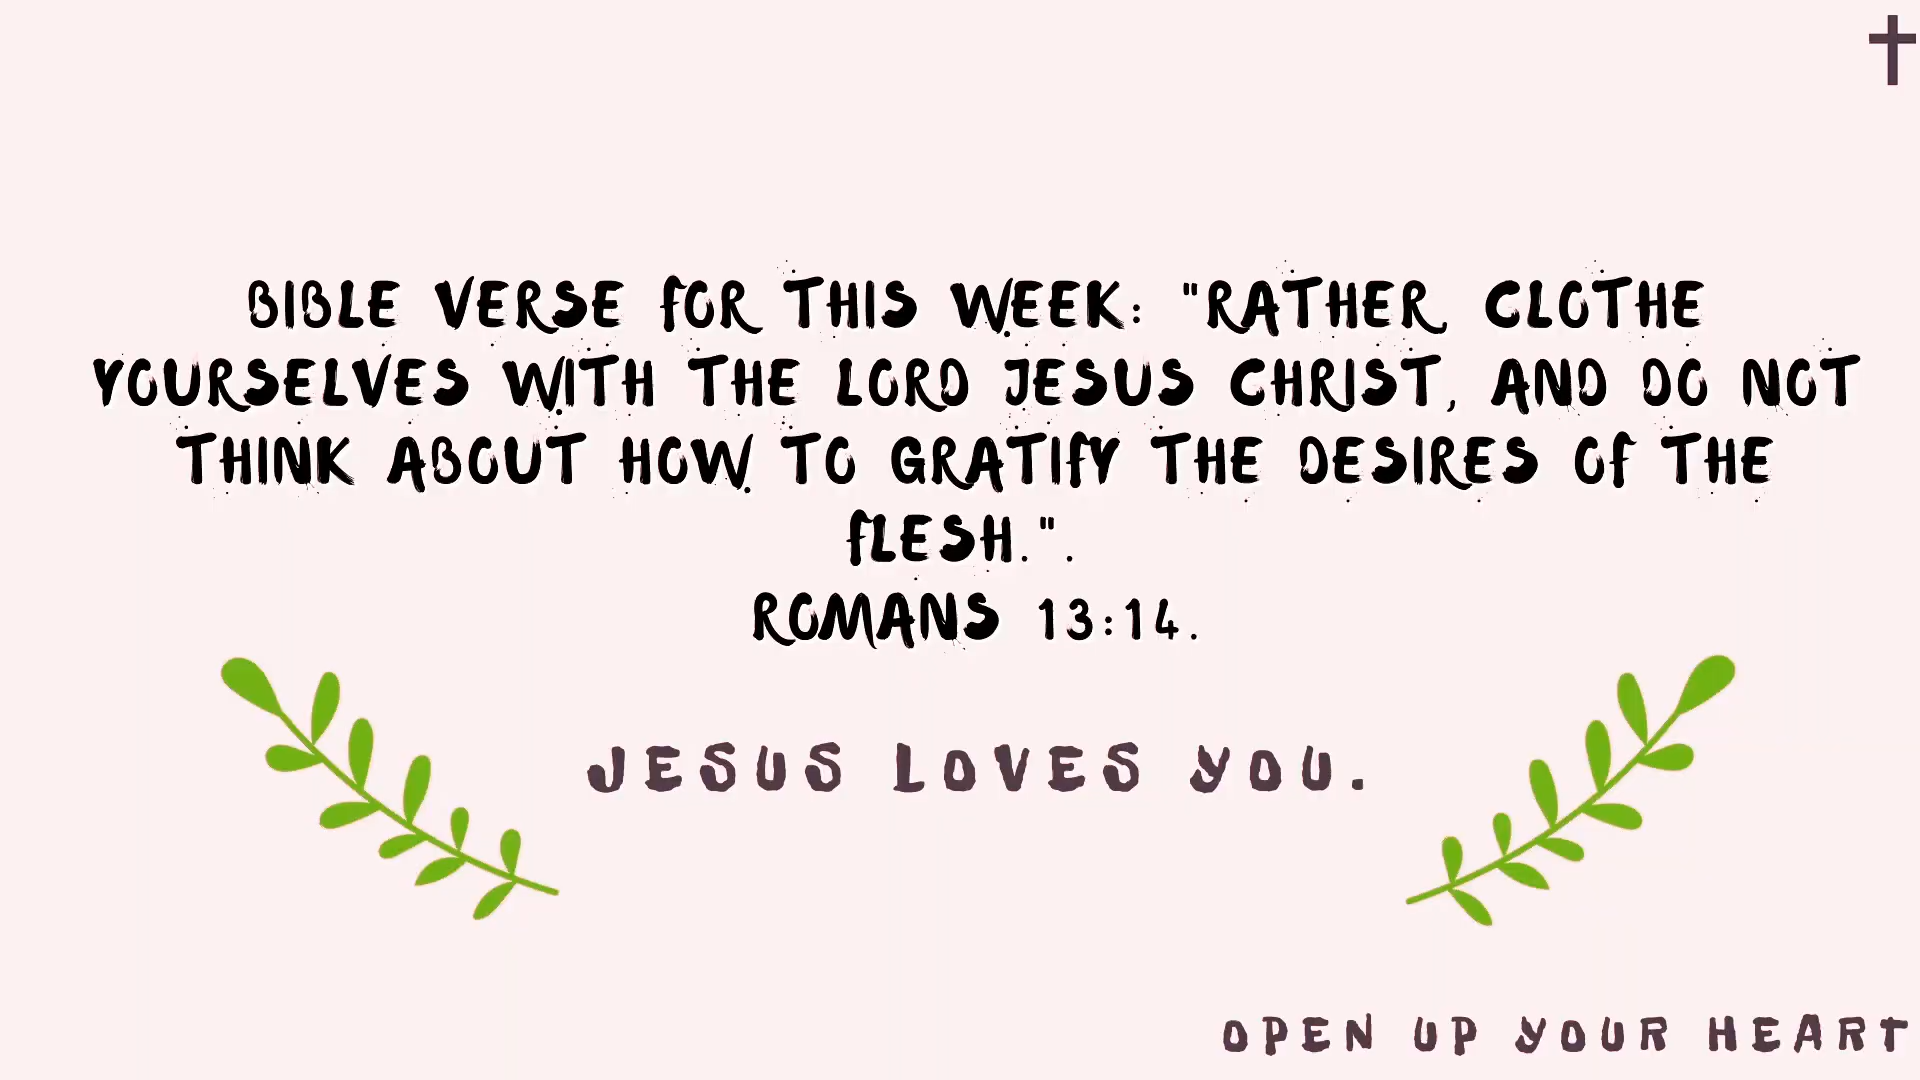 BIBLE VERSE FOR THIS WEEK: "RATHER, CLOTHE
YOURSELVES WITH THE LORD JESUS CHRIST, AND DO NOT
THINK ABOUT HOW TO GRATIFY THE DESIRES OF THE
FLESH.".
ROMANS 13:14.
JESUS LOVES YOU.
OPEN UP YOUR HEART